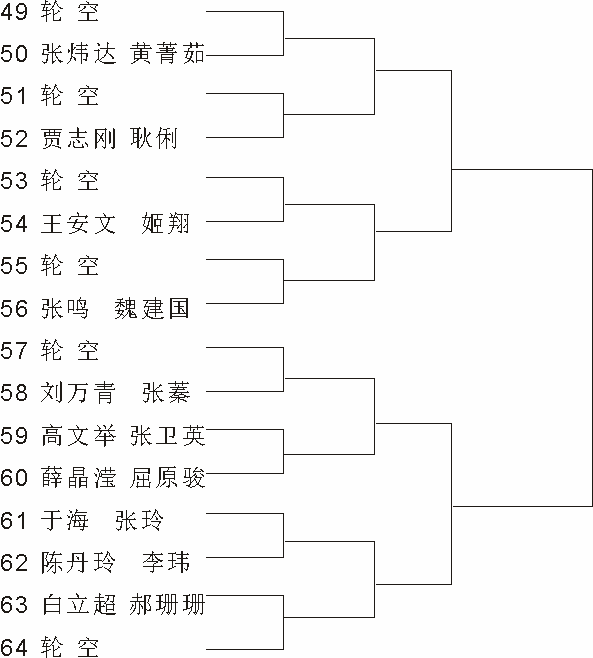 49 轮 空
50 张炜达 黄菁茹
51 轮 空
52 贾志刚 耿俐
53 轮 空
54 王安文 姬翔
55 轮 空
56 张鸣 魏建国
57 轮 空
58 刘万青 张蓁
59 高文举 张卫英
60 薛晶滢 屈原骏
61 于海 张玲
62 陈丹玲 李玮
63 白立超 郝珊珊
64 轮 空